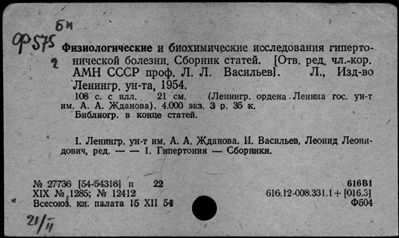 Бп
Ф575
2
Физиологические и биохимические исследования гиперто-
нической болезни. Сборник статей. [Отв. ред. чл.-кор.
АМН СССР проф. Л. Л. Васильев]. Л., Изд-во
Ленингр. ун-та, 1954.
108 с. с илл. 21 см. (Ленингр. ордена Ленина гос. ун-т
им. А. А. Жданова). 4.000 экз. 3 р. 35 к.
Библиогр. в конце статей.
I. Ленингр. ун-т им. А. А. Жданова. II. Васильев, Леонид Леони-
дович, ред. — — 1. Гипертония — Сборники.
№ 27736 [54-54318] п 22 616В1
XIX № 1285; № 12412 616.12-008.331.1+[016.3]
Всесоюз. кн. палата 15 XII 54 Ф504
21/II